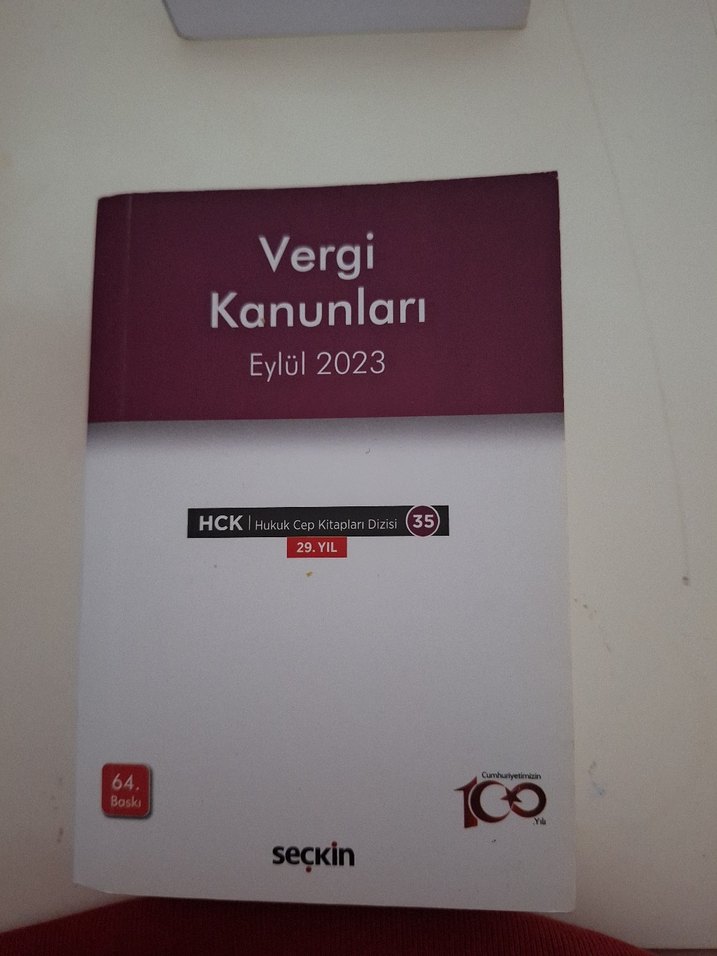 Vergi
Kanunları
Eylül 2023
HCK | Hukuk Cep Kitapları Dizisi 35
29. YIL
64.
Baskı
Cumhuriyetimizin
100
.Yılı
seçkin